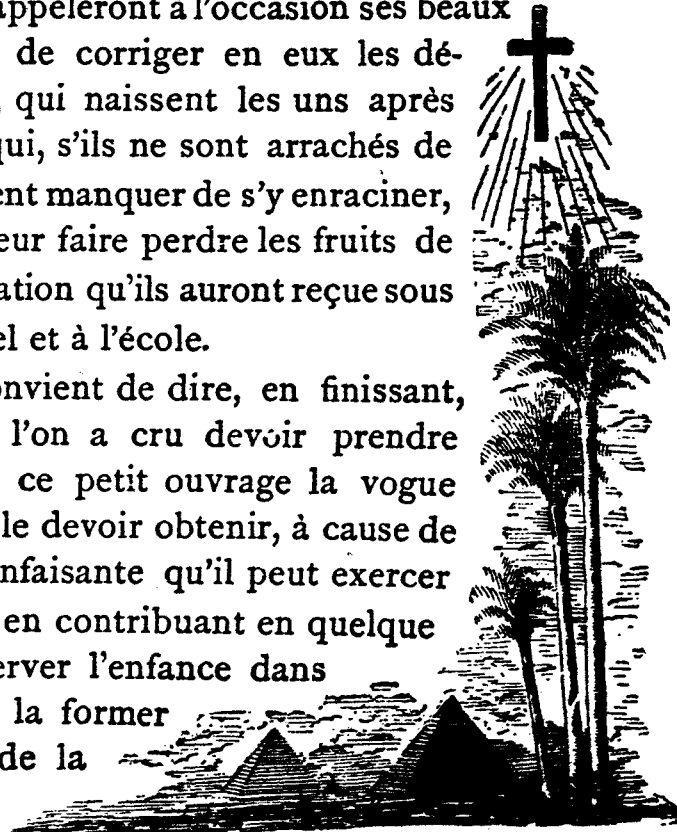 appeleront à l'occasion ses beaux
de corriger en eux les dé-
, qui naissent les uns après
qui, s'ils ne sont arrachés de
ent manquer de s'y enraciner,
eur faire perdre les fruits de
ation qu'ils auront reçue sous
el et à l'école.
onvient de dire, en finissant,
l'on a cru devoir prendre
ce petit ouvrage la vogue
le devoir obtenir, à cause de
nfaisante qu'il peut exercer
en contribuant en quelque
erver l'enfance dans
la former
de la